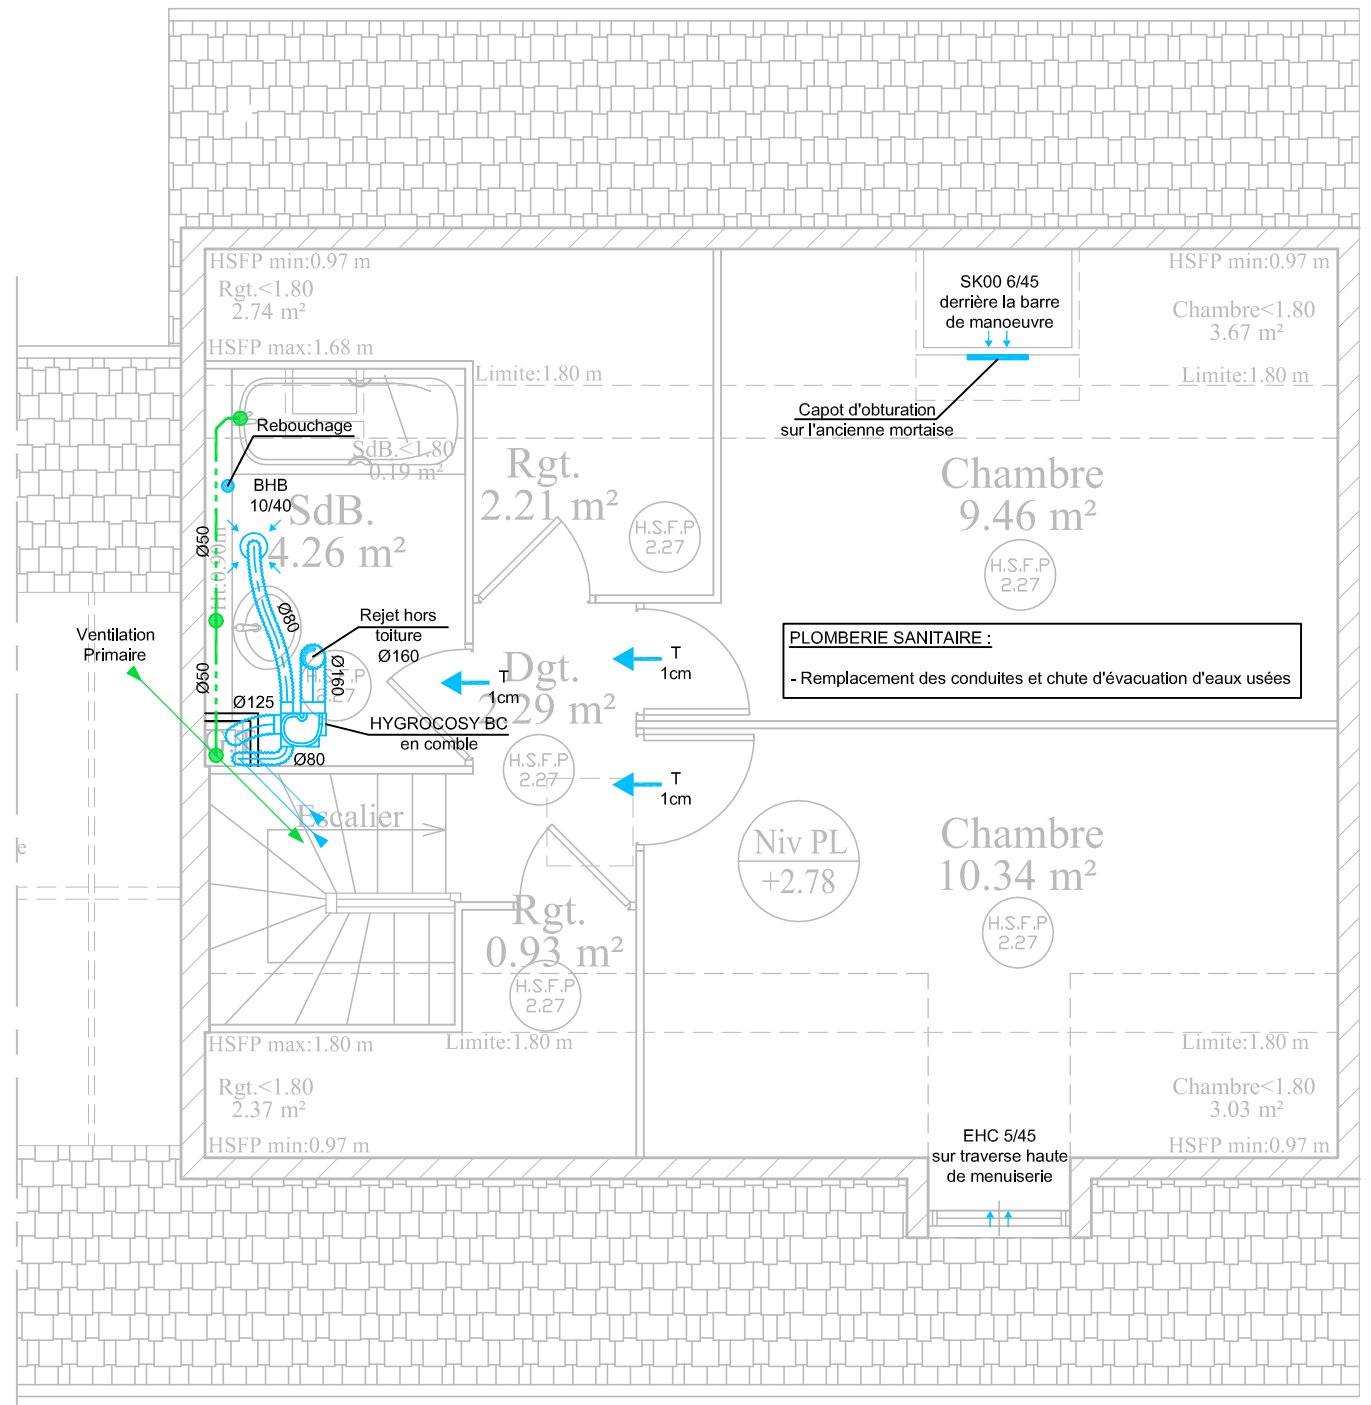 HSFP min:0.97 m
Rgt.<1.80
2.74 m²
HSFP max:1.68 m
SK00 6/45
derrière la barre
de manoeuvre
HSFP min:0.97 m
Chambre<1.80
3.67 m²
Limite:1.80 m
Limite:1.80 m
Capot d'obturation
sur l'ancienne mortaise
Rebouchage
SdB.<1.80
0.19 m²
BHB
10/40
SdB.
4.26 m²
Rgt.
2.21 m²
H.S.F.P
2.27
Chambre
9.46 m²
H.S.F.P
2.27
Ø50
Ht:0.90m
Ø80
Rejet hors
toiture
Ø160
Ø160
H.S.F.P
2.27
Ventilation
Primaire
Ø50
Ø125
T
1cm
T
1cm
Dgt.
2.29 m²
PLOMBERIE SANITAIRE :
- Remplacement des conduites et chute d'évacuation d'eaux usées
HYGROCOSY BC
en comble
Ø80
H.S.F.P
2.27
T
1cm
Escalier
e
Niv PL
+2.78
Chambre
10.34 m²
H.S.F.P
2.27
Rgt.
0.93 m²
H.S.F.P
2.27
HSFP max:1.80 m
Limite:1.80 m
Limite:1.80 m
Rgt.<1.80
2.37 m²
HSFP min:0.97 m
Chambre<1.80
3.03 m²
HSFP min:0.97 m
EHC 5/45
sur traverse haute
de menuiserie